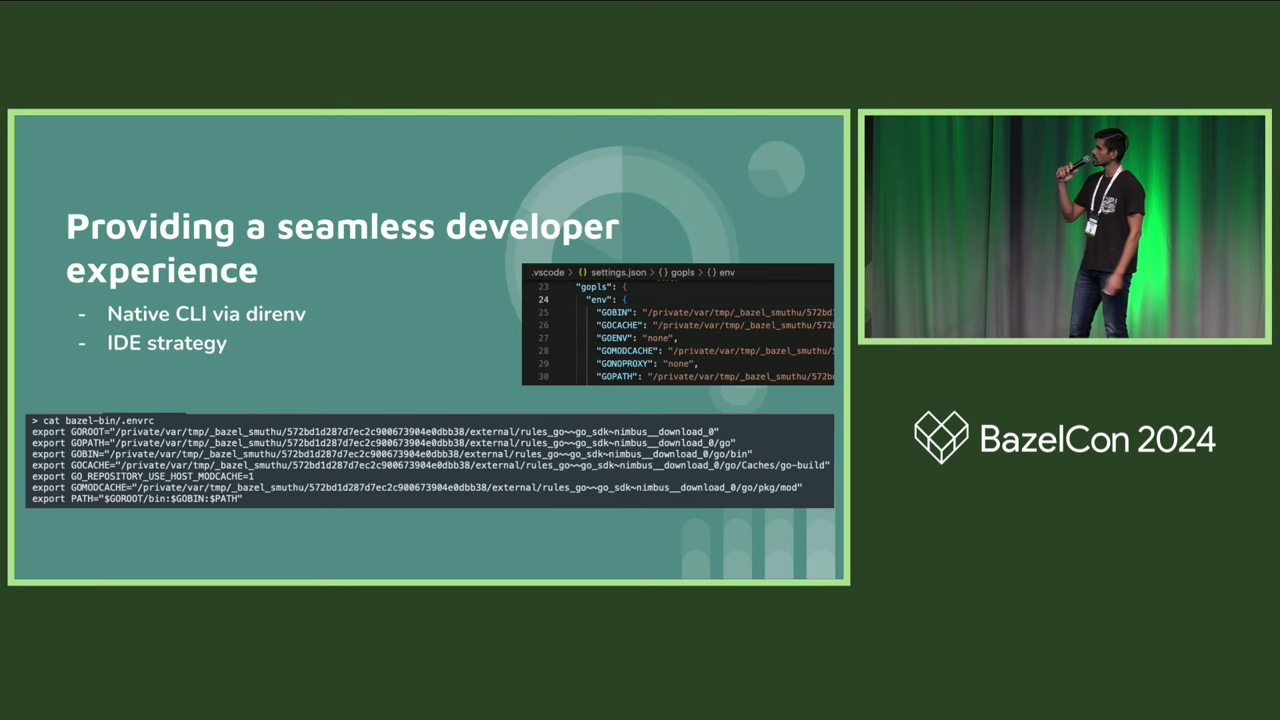 Providing a seamless developer
experience
- Native CLI via direnv
- IDE strategy
.vscode > {} settings.json > {} gopls > {} env
23 "gopls": {
24 "env": {
25 "GOBIN": "/private/var/tmp/_bazel_smuthu/572bd1
26 "GOCACHE": "/private/var/tmp/_bazel_smuthu/572
27 "GOENV": "none",
28 "GOMODCACHE": "/private/var/tmp/_bazel_smuthu/5
29 "GONOPROXY": "none",
30 "GOPATH": "/private/var/tmp/_bazel_smuthu/572bd
> cat bazel-bin/.envrc
export GOROOT="/private/var/tmp/_bazel_smuthu/572bd1d287d7ec2c900673904e0dbb38/external/rules_go~~go_sdk~nimbus__download_0"
export GOPATH="/private/var/tmp/_bazel_smuthu/572bd1d287d7ec2c900673904e0dbb38/external/rules_go~~go_sdk~nimbus__download_0/go"
export GOBIN="/private/var/tmp/_bazel_smuthu/572bd1d287d7ec2c900673904e0dbb38/external/rules_go~~go_sdk~nimbus__download_0/go/bin"
export GOCACHE="/private/var/tmp/_bazel_smuthu/572bd1d287d7ec2c900673904e0dbb38/external/rules_go~~go_sdk~nimbus__download_0/go/Caches/go-build"
export GO_REPOSITORY_USE_HOST_MODCACHE=1
export GOMODCACHE="/private/var/tmp/_bazel_smuthu/572bd1d287d7ec2c900673904e0dbb38/external/rules_go~~go_sdk~nimbus__download_0/go/pkg/mod"
export PATH="$GOROOT/bin:$GOBIN:$PATH"
BazelCon 2024